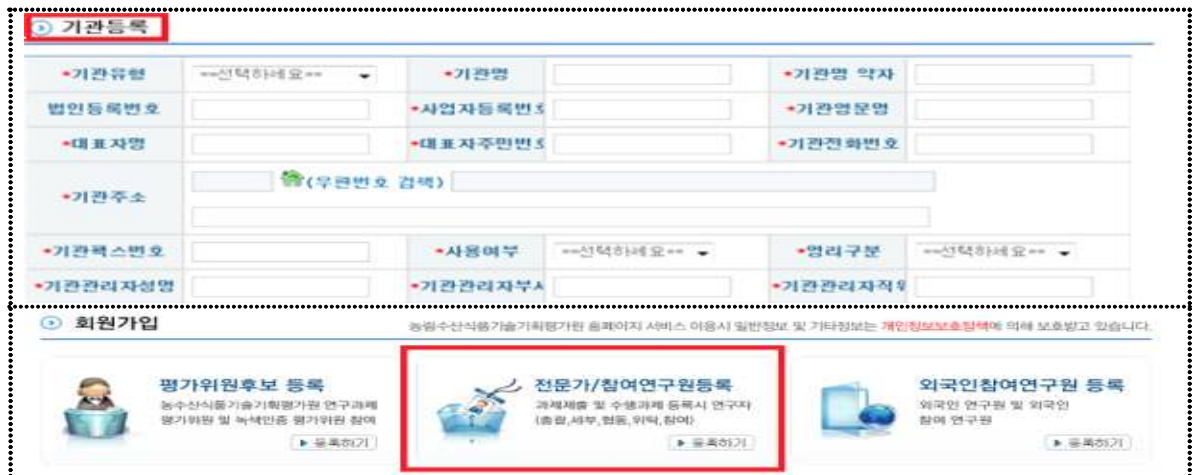 기관등록
*기관유형 ==선택하세요== *기관명 *기관명 약자
법인등록번호 *사업자등록번호 *기관영문명
*대표자명 *대표자주민번호 *기관전화번호
*기관주소 (우편번호 검색)
*기관팩스번호 *사용여부 ==선택하세요== *영리구분 ==선택하세요==
*기관관리자성명 *기관관리자부서 *기관관리자직위
회원가입 농림수산식품기술기획평가원 홈페이지 서비스 이용시 일반정보 및 기타정보는 개인정보보호정책에 의해 보호받고 있습니다.
평가위원후보 등록
농수산식품기술기획평가원 연구과제
평가위원 및 녹색인증 평가위원 참여
등록하기
전문가/참여연구원등록
과제제출 및 수행과제 등록시 연구자
(총괄,세부,협동,위탁,참여)
등록하기
외국인참여연구원 등록
외국인 연구원 및 외국인
참여 연구원
등록하기